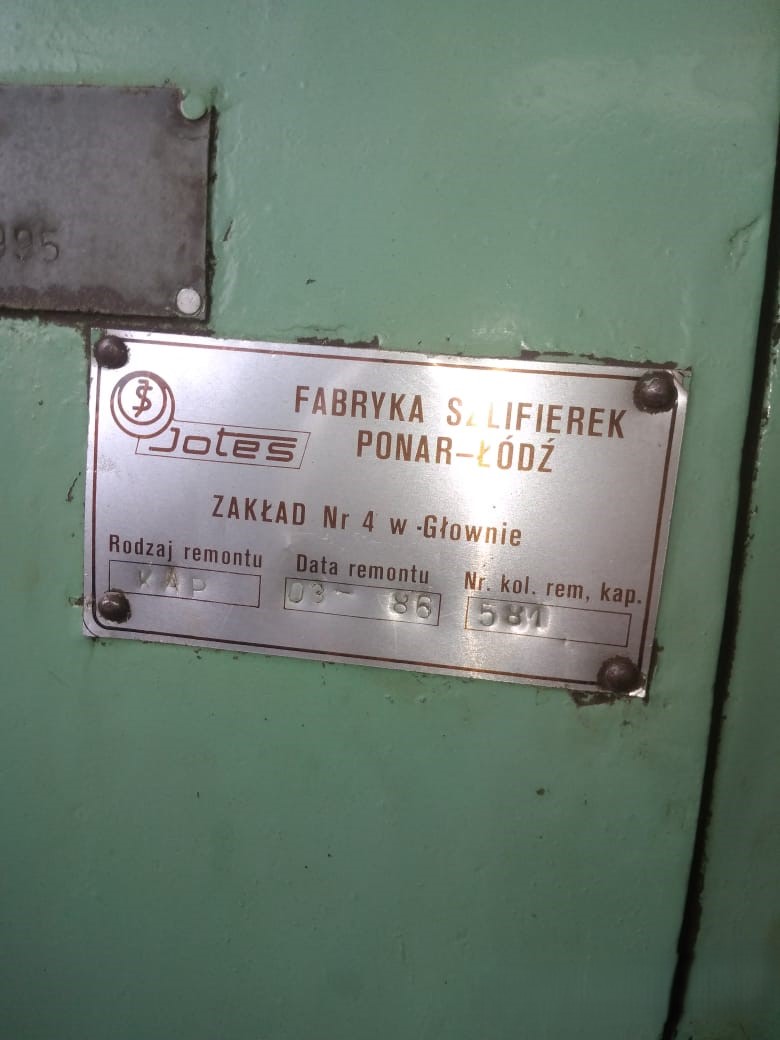 995
FABRYKA SZLIFIEREK
Jotes
PONAR-ŁÓDŹ
ZAKŁAD Nr 4 w Głownie
Rodzaj remontu Data remontu Nr. kol. rem, kap.
KAP 03- 86 581